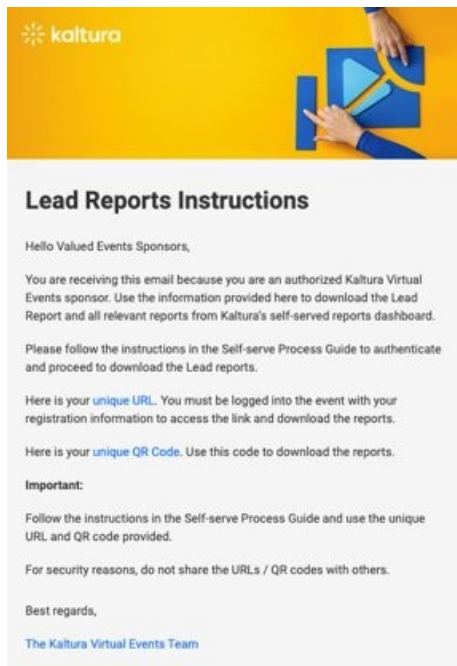 kaltura
Lead Reports Instructions
Hello Valued Events Sponsors,
You are receiving this email because you are an authorized Kaltura Virtual
Events sponsor. Use the information provided here to download the Lead
Report and all relevant reports from Kaltura's self-served reports dashboard.
Please follow the instructions in the Self-serve Process Guide to authenticate
and proceed to download the Lead reports.
Here is your unique URL. You must be logged into the event with your
registration information to access the link and download the reports.
Here is your unique QR Code. Use this code to download the reports.
Important:
Follow the instructions in the Self-serve Process Guide and use the unique
URL and QR code provided.
For security reasons, do not share the URLs / QR codes with others.
Best regards,
The Kaltura Virtual Events Team